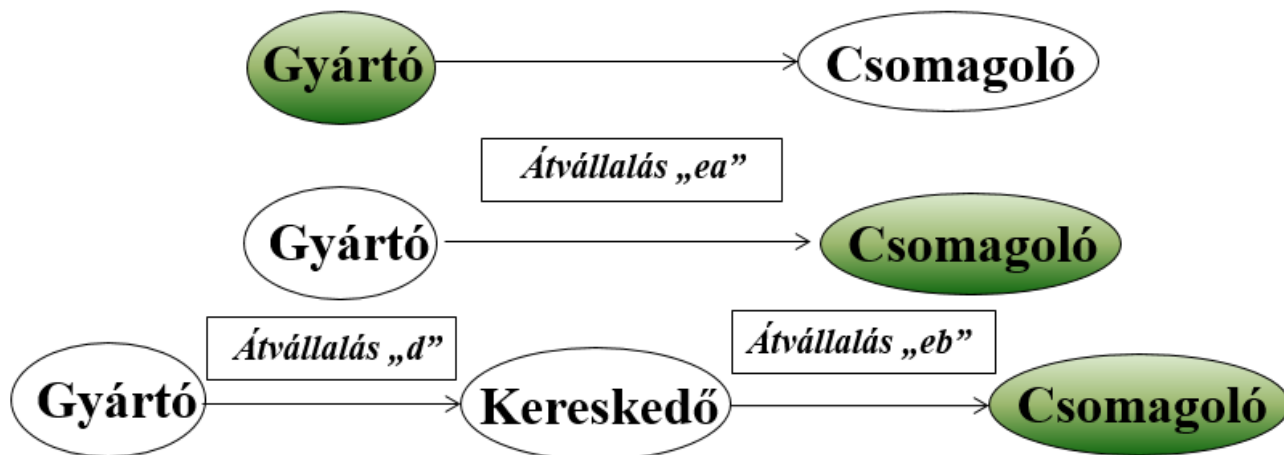 Gyártó
Csomagoló
Átvállalás „ea”
Gyártó
Csomagoló
Átvállalás „d”
Átvállalás „eb”
Gyártó
Kereskedő
Csomagoló